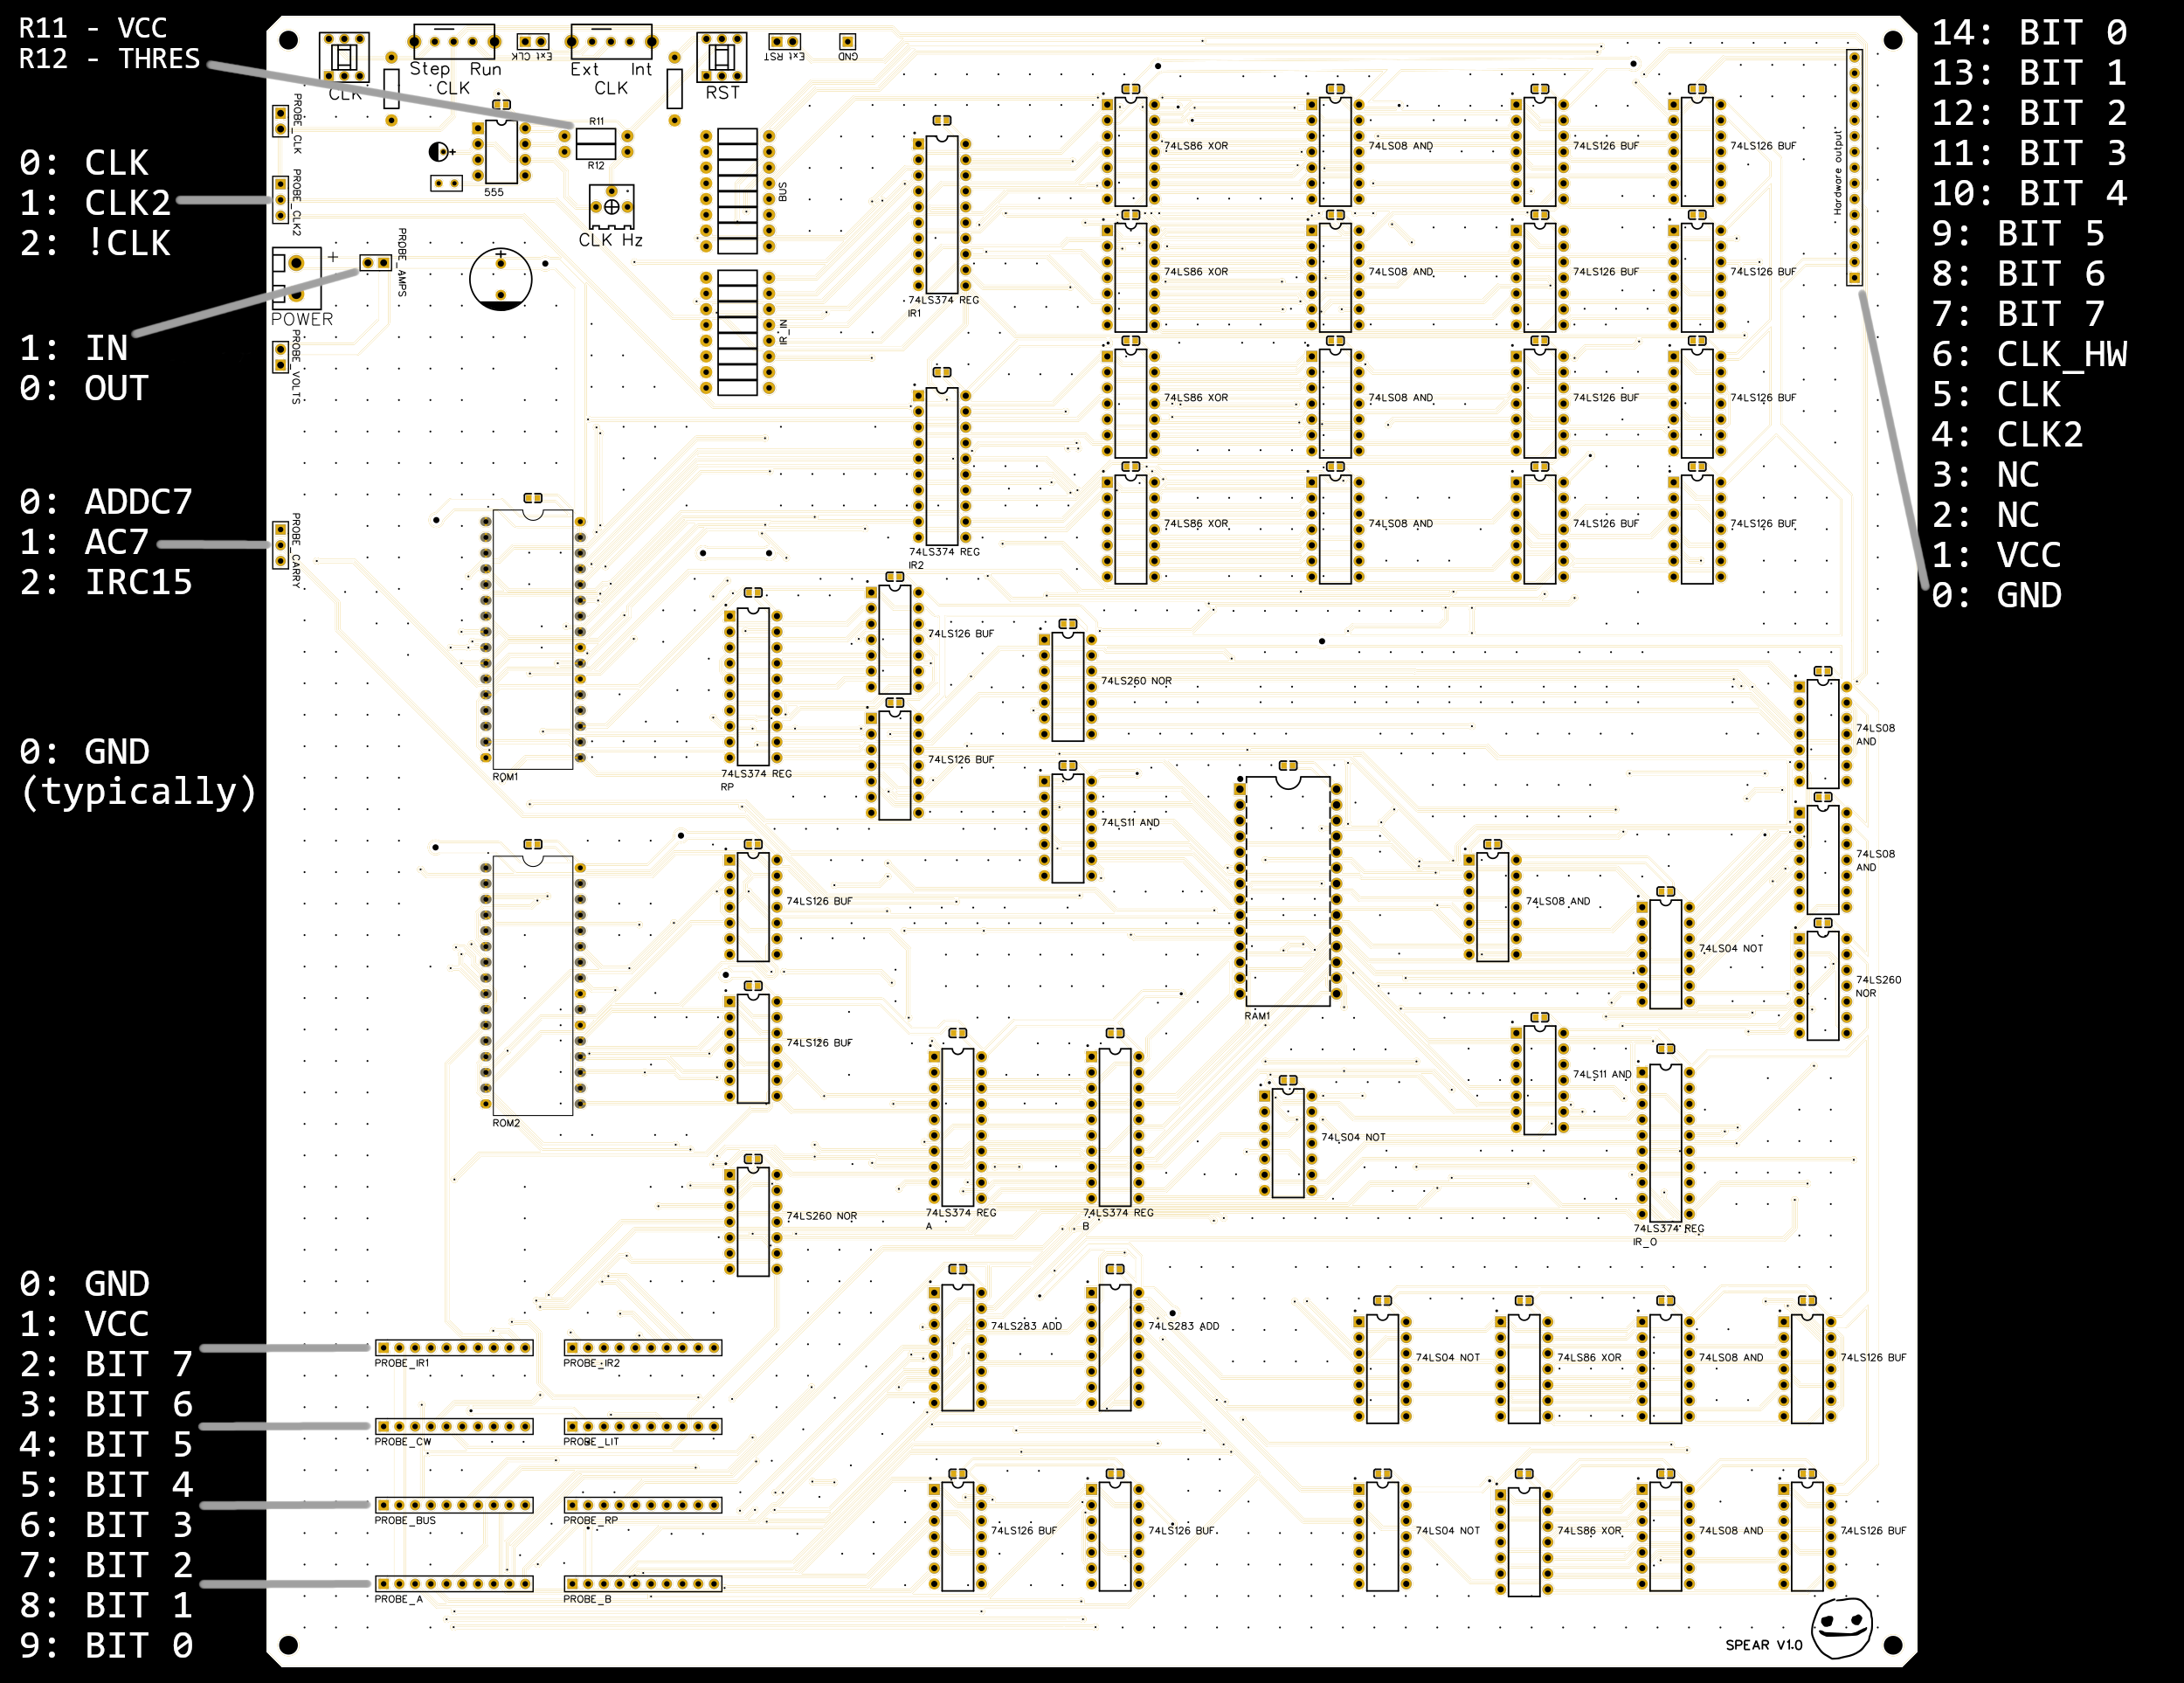 R11 - VCC
R12 - THRES
0: CLK
1: CLK2
2: !CLK
1: IN
0: OUT
0: ADDC7
1: AC7
2: IRC15
0: GND
(typically)
0: GND
1: VCC
2: BIT 7
3: BIT 6
4: BIT 5
5: BIT 4
6: BIT 3
7: BIT 2
8: BIT 1
9: BIT 0
CLK
Step Run
CLK
Ext CLK
Ext Int
CLK
RST
Ext RST
GND
PROBE_CLK
PROBE_CLK2
555
R11
R12
CLK Hz
BUS
IR_IN
+
POWER
PROBE_AMPS
+
+
PROBE_VOLTS
PROBE_CARRY
74LS374 REG
IR1
74LS374 REG
IR2
74LS86 XOR
74LS08 AND
74LS126 BUF
74LS126 BUF
74LS86 XOR
74LS08 AND
74LS126 BUF
74LS126 BUF
74LS86 XOR
74LS08 AND
74LS126 BUF
74LS126 BUF
74LS86 XOR
74LS08 AND
74LS126 BUF
74LS126 BUF
Hardware output
ROM1
74LS374 REG
RP
74LS126 BUF
74LS126 BUF
74LS260 NOR
74LS11 AND
74LS08
AND
74LS08
AND
74LS260
NOR
ROM2
74LS126 BUF
74LS126 BUF
74LS260 NOR
74LS374 REG
A
74LS374 REG
B
RAM1
74LS08 AND
74LS04 NOT
74LS04 NOT
74LS11 AND
74LS374 REG
IR_O
74LS283 ADD
74LS283 ADD
74LS04 NOT
74LS86 XOR
74LS08 AND
74LS126 BUF
74LS126 BUF
74LS126 BUF
74LS04 NOT
74LS86 XOR
74LS08 AND
74LS126 BUF
PROBE_IR1
PROBE_IR2
PROBE_CW
PROBE_LIT
PROBE_BUS
PROBE_RP
PROBE_A
PROBE_B
SPEAR V1.0
14: BIT 0
13: BIT 1
12: BIT 2
11: BIT 3
10: BIT 4
9: BIT 5
8: BIT 6
7: BIT 7
6: CLK_HW
5: CLK
4: CLK2
3: NC
2: NC
1: VCC
0: GND